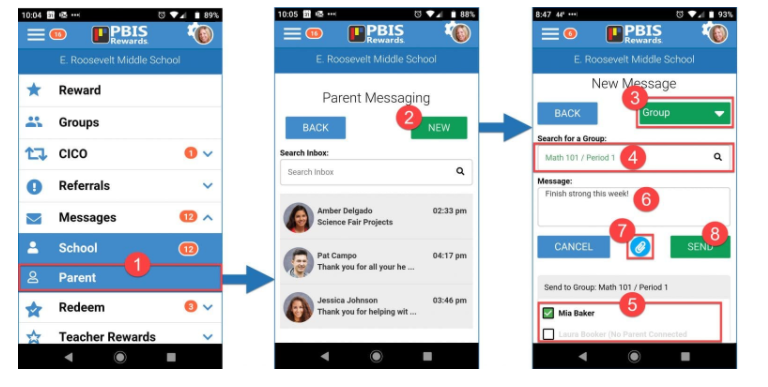 10:04 31 89%
16 PBIS Rewards
E. Roosevelt Middle School
Reward
Groups
CICO 1
Referrals
Messages 12
School 12
1
Parent
Redeem 3
Teacher Rewards
10:05 31 88%
16 PBIS Rewards
E. Roosevelt Middle School
Parent Messaging
2
BACK NEW
Search Inbox:
Search Inbox
Amber Delgado 02:33 pm
Science Fair Projects
Pat Campo 04:17 pm
Thank you for all your he ...
Jessica Johnson 03:46 pm
Thank you for helping wit ...
8:47 44° 93%
6 PBIS Rewards
E. Roosevelt Middle School
New Message
3
BACK Group
Search for a Group:
Math 101 / Period 1 4
Message:
Finish strong this week!
6
7 8
CANCEL SEND
Send to Group: Math 101 / Period 1
5
Mia Baker
Booker (No Parent Connected